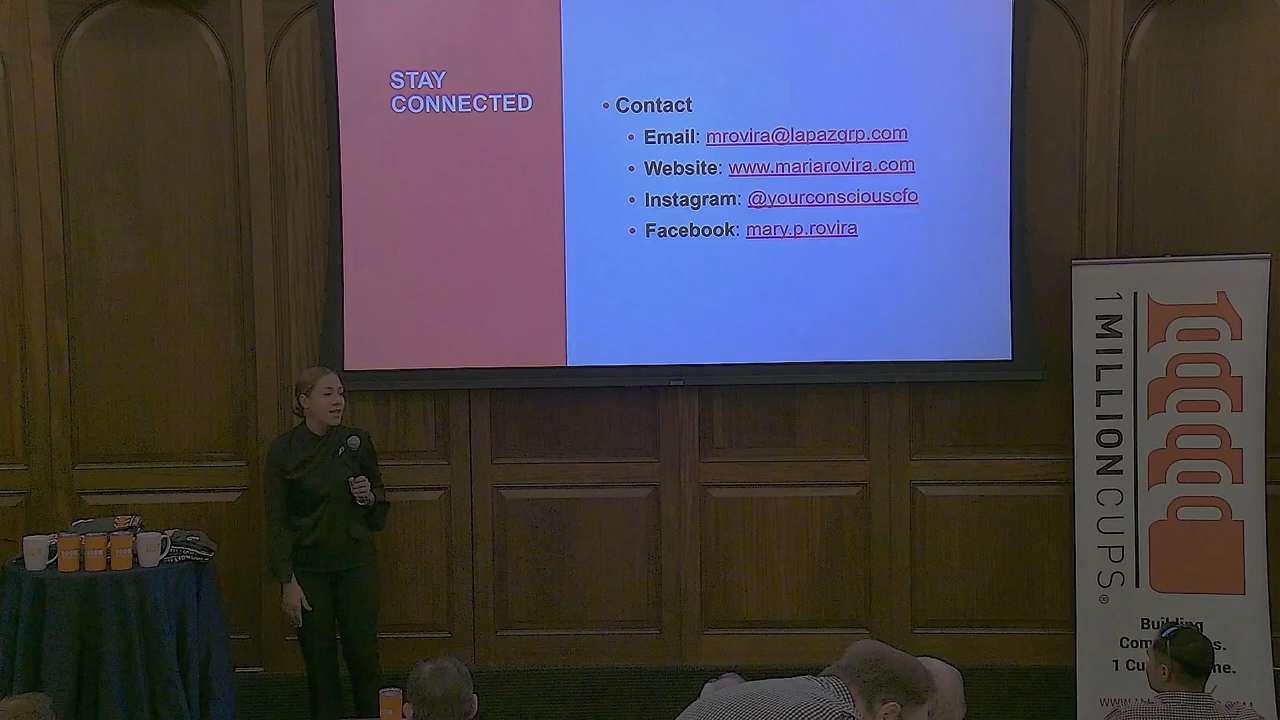 STAY
CONNECTED
• Contact
• Email: mrovira@lapazgrp.com
• Website: www.mariarovira.com
• Instagram: @yourconsciouscfo
• Facebook: mary.p.rovira
1 MILLION CUPS®
Building
1 Cu